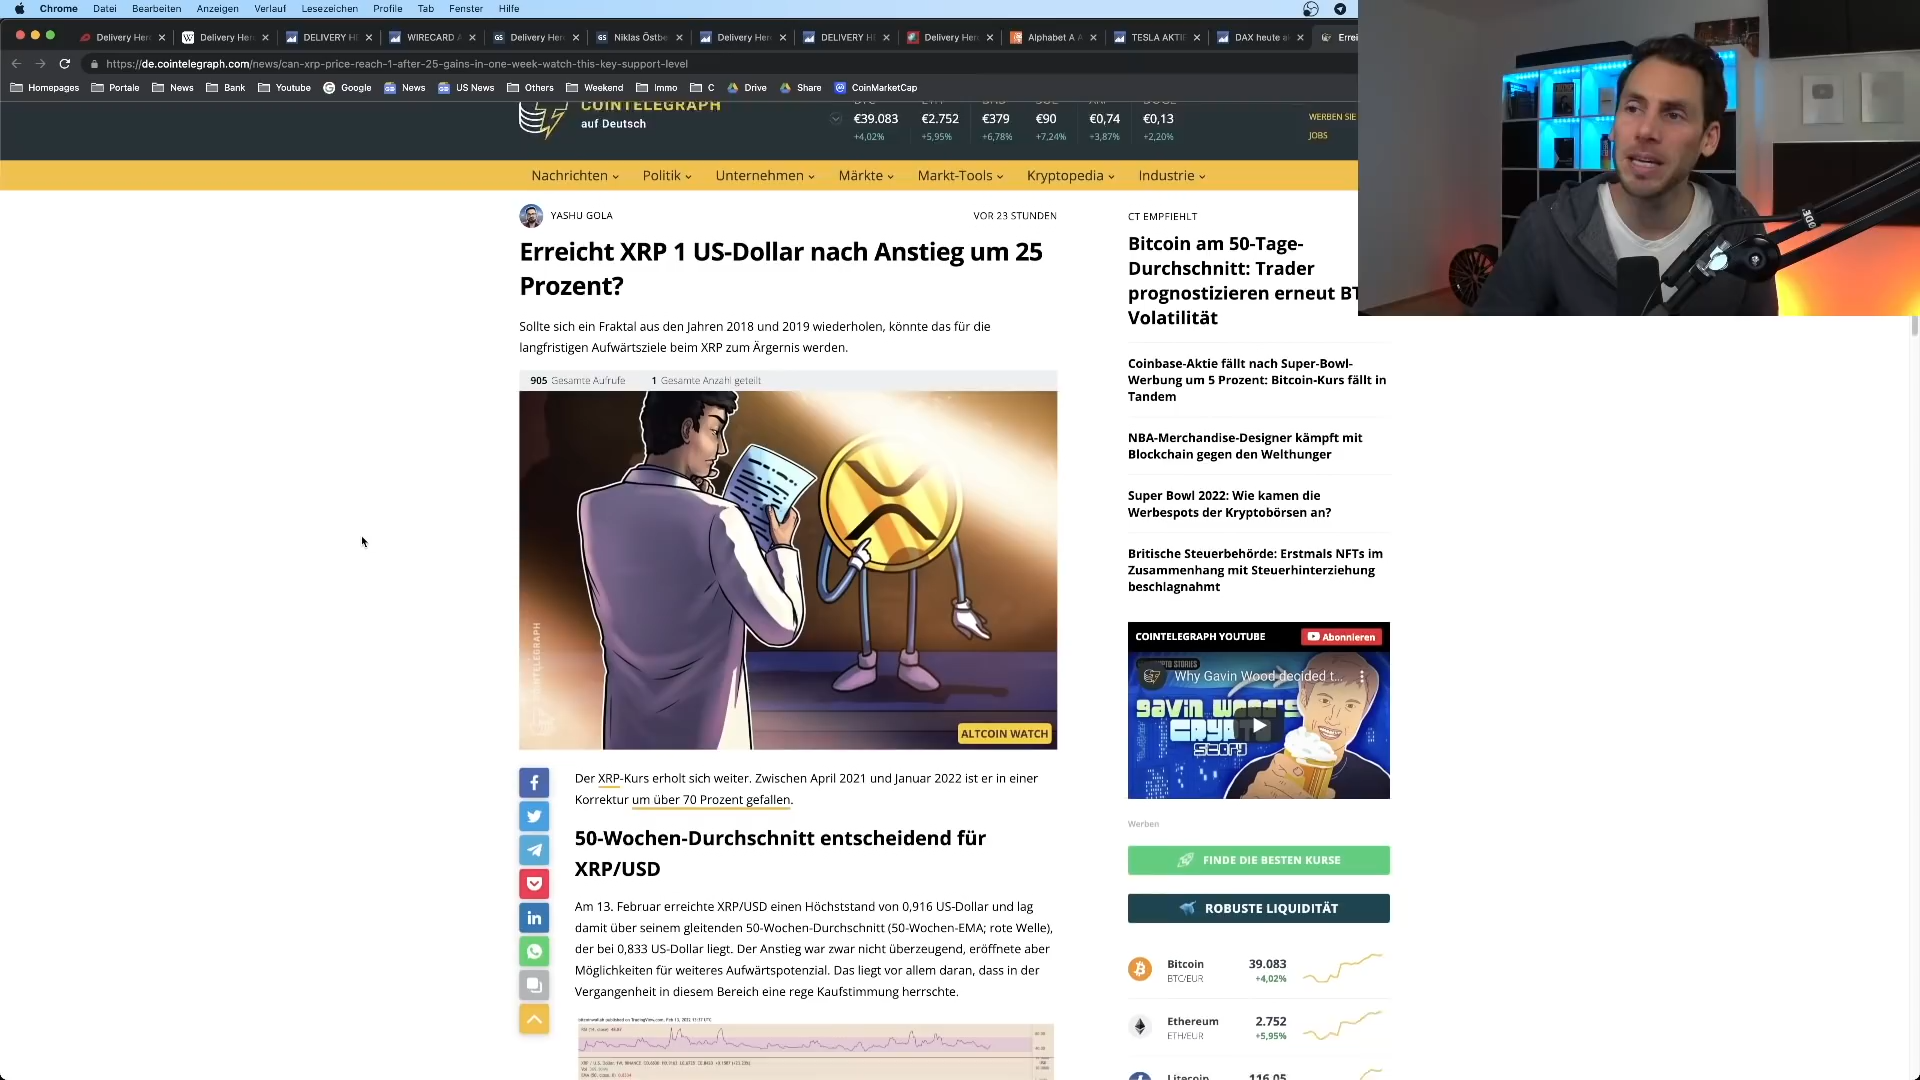 Chrome Datei Bearbeiten Anzeigen Verlauf Lesezeichen Profile Tab Fenster Hilfe
Delivery Her W Delivery Her DELIVERY HE WIRECARD A GS Delivery Her GS Niklas Östbe Delivery Her DELIVERY HE Delivery Her Alphabet A A TESLA AKTIE DAX heute a Errei
https://de.cointelegraph.com/news/can-xrp-price-reach-1-after-25-gains-in-one-week-watch-this-key-support-level
Homepages Portale News Bank Youtube Google News US News Others Weekend Immo C Drive Share CoinMarketCap
COINTELEGRAPH
auf Deutsch
€39.083 €2.752 €379 €90 €0,74 €0,13
+4,02% +5,95% +6,78% +7,24% +3,87% +2,20%
WERBEN SIE
JOBS
Nachrichten Politik Unternehmen Märkte Markt-Tools Kryptopedia Industrie
YASHU GOLA
VOR 23 STUNDEN
Erreicht XRP 1 US-Dollar nach Anstieg um 25
Prozent?
Sollte sich ein Fraktal aus den Jahren 2018 und 2019 wiederholen, könnte das für die
langfristigen Aufwärtsziele beim XRP zum Ärgernis werden.
905 Gesamte Aufrufe 1 Gesamte Anzahl geteilt
COINTELEGRAPH
ALTCOIN WATCH
Der XRP-Kurs erholt sich weiter. Zwischen April 2021 und Januar 2022 ist er in einer
Korrektur um über 70 Prozent gefallen.
50-Wochen-Durchschnitt entscheidend für
XRP/USD
Am 13. Februar erreichte XRP/USD einen Höchststand von 0,916 US-Dollar und lag
damit über seinem gleitenden 50-Wochen-Durchschnitt (50-Wochen-EMA; rote Welle),
der bei 0,833 US-Dollar liegt. Der Anstieg war zwar nicht überzeugend, eröffnete aber
Möglichkeiten für weiteres Aufwärtspotenzial. Das liegt vor allem daran, dass in der
Vergangenheit in diesem Bereich eine rege Kaufstimmung herrschte.
CT EMPFIEHLT
Bitcoin am 50-Tage-
Durchschnitt: Trader
prognostizieren erneut BT
Volatilität
Coinbase-Aktie fällt nach Super-Bowl-
Werbung um 5 Prozent: Bitcoin-Kurs fällt in
Tandem
NBA-Merchandise-Designer kämpft mit
Blockchain gegen den Welthunger
Super Bowl 2022: Wie kamen die
Werbespots der Kryptobörsen an?
Britische Steuerbehörde: Erstmals NFTs im
Zusammenhang mit Steuerhinterziehung
beschlagnahmt
COINTELEGRAPH YOUTUBE Abonnieren
Why Gavin Wood decided t...
GAVIN WOOD'S
CRYPTO
STORY
Werben
FINDE DIE BESTEN KURSE
ROBUSTE LIQUIDITÄT
Bitcoin 39.083
BTC/EUR +4,02%
Ethereum 2.752
ETH/EUR +5,95%
Litecoin 116,05